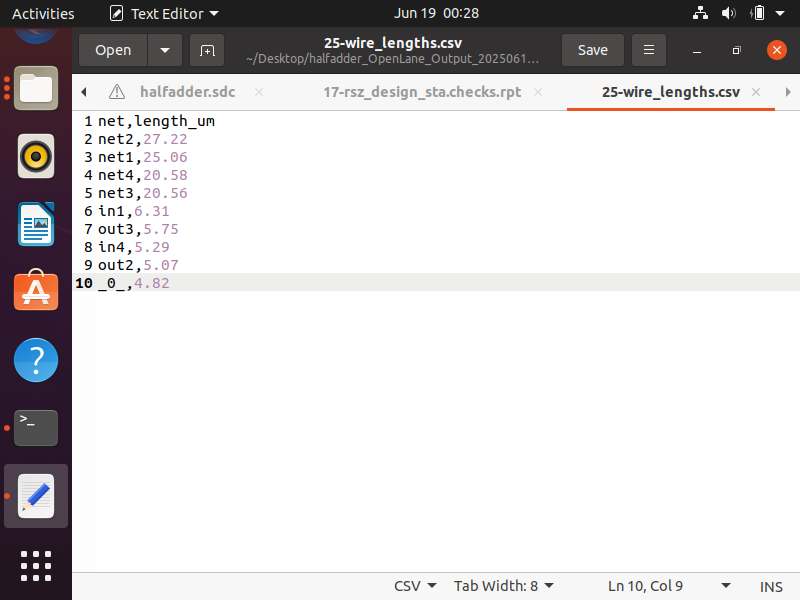 Activities
Text Editor
Jun 19 00:28
Open
25-wire_lengths.csv
~/Desktop/halfadder_OpenLane_Output_2025061...
Save
halfadder.sdc
17-rsz_design_sta.checks.rpt
25-wire_lengths.csv
1 net,length_um
2 net2,27.22
3 net1,25.06
4 net4,20.58
5 net3,20.56
6 in1,6.31
7 out3,5.75
8 in4,5.29
9 out2,5.07
10 _0_,4.82
CSV
Tab Width: 8
Ln 10, Col 9
INS